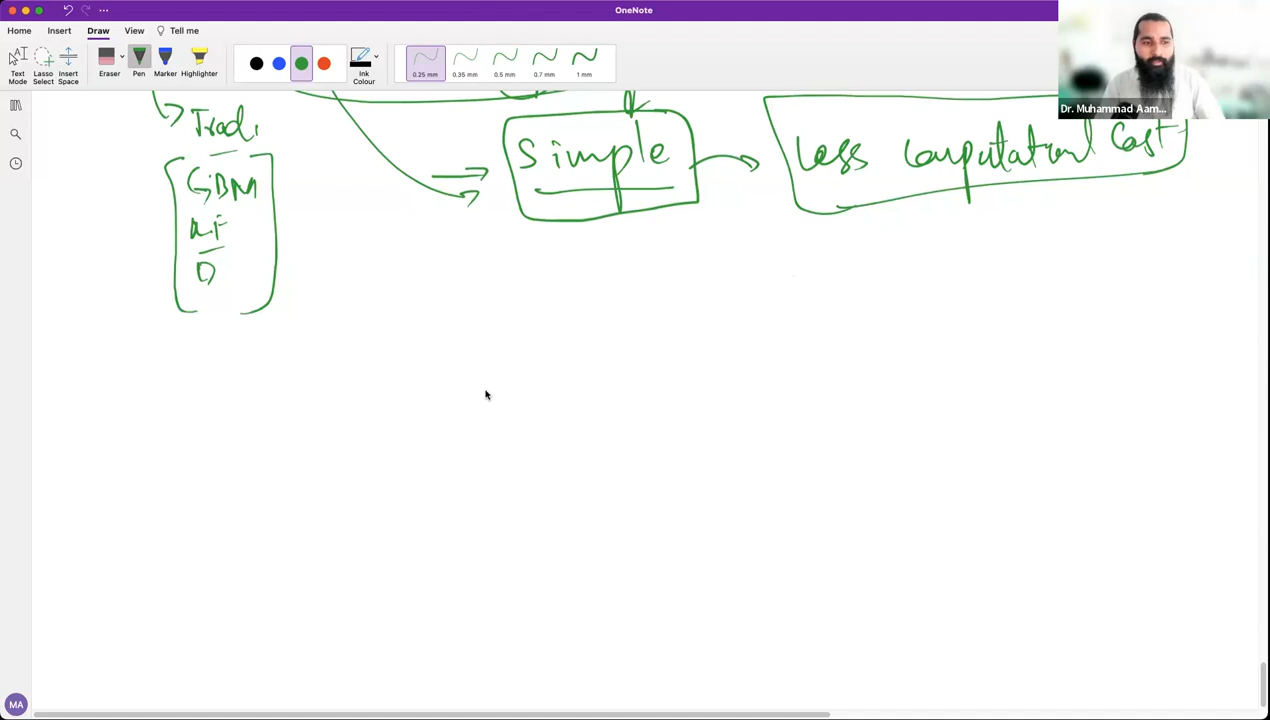 OneNote
Home Insert Draw View Tell me
Text Mode
Lasso Select
Insert Space
Eraser
Pen
Marker
Highlighter
Ink Colour
0.25 mm
0.35 mm
0.5 mm
0.7 mm
1 mm
Dr. Muhammad Aam...
Tradi
GBM
RF
D
Simple
Less computational Cost
MA